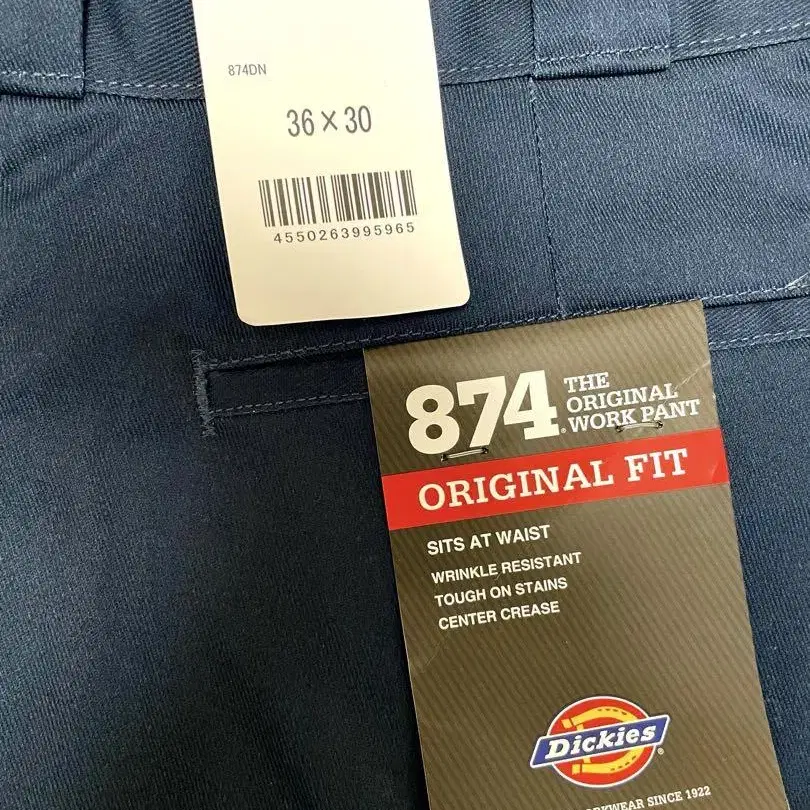 874DN
36×30
4550263995965
874
THE
ORIGINAL
WORK PANT
ORIGINAL FIT
SITS AT WAIST
WRINKLE RESISTANT
TOUGH ON STAINS
CENTER CREASE
Dickies
WORKWEAR SINCE 1922